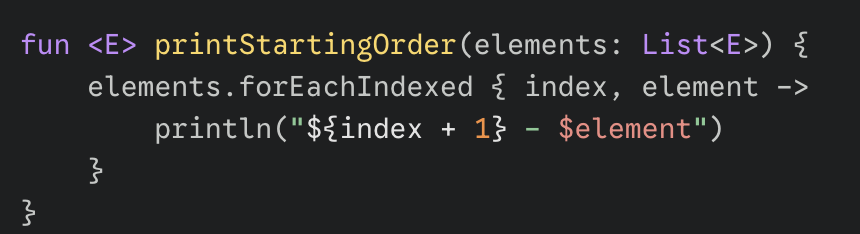 fun <E> printStartingOrder(elements: List<E>) {
    elements.forEachIndexed { index, element ->
        println("${index + 1} - $element")
    }
}